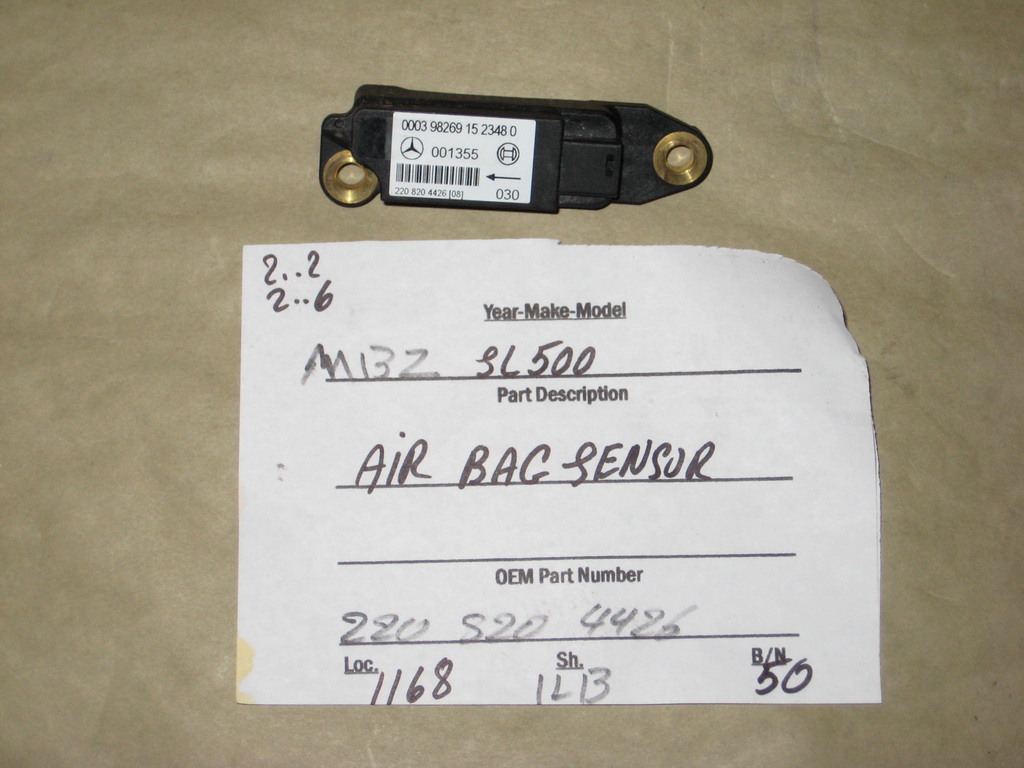 0003 98269 15 2348 0
001355
030
220 820 4426 [08]
2..2
2..6
Year-Make-Model
M132 SL500
Part Description
AiR BAG SENSOR
OEM Part Number
220 820 4426
Loc. Sh. B/N
1168 1L13 50